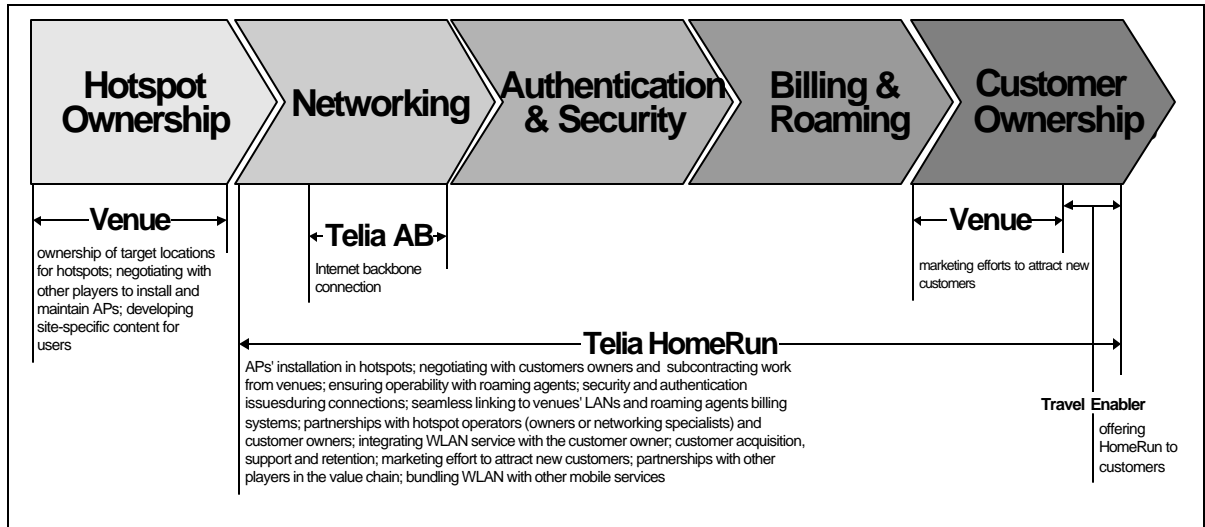 Hotspot
Ownership
Networking
Authentication
& Security
Billing &
Roaming
Customer
Ownership
Venue
ownership of target locations
for hotspots; negotiating with
other players to install and
maintain APs; developing
site-specific content for
users
Telia AB
Internet backbone
connection
Venue
marketing efforts to attract new
customers
Telia HomeRun
APs' installation in hotspots; negotiating with customers owners and subcontracting work
from venues; ensuring operability with roaming agents; security and authentication
issuesduring connections; seamless linking to venues' LANs and roaming agents billing
systems; partnerships with hotspot operators (owners or networking specialists) and
customer owners; integrating WLAN service with the customer owner; customer acquisition,
support and retention; marketing effort to attract new customers; partnerships with other
players in the value chain; bundling WLAN with other mobile services
Travel Enabler
offering
HomeRun to
customers